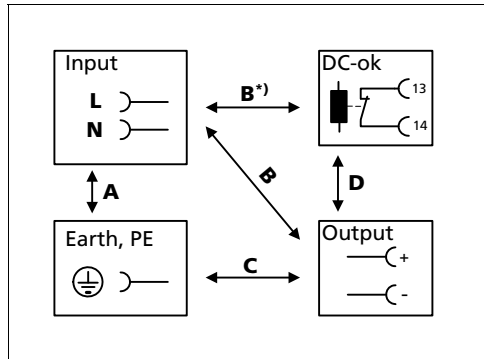 Input
L
N
B*)
DC-ok
13
14
A
B
D
Earth, PE
C
Output
+
-